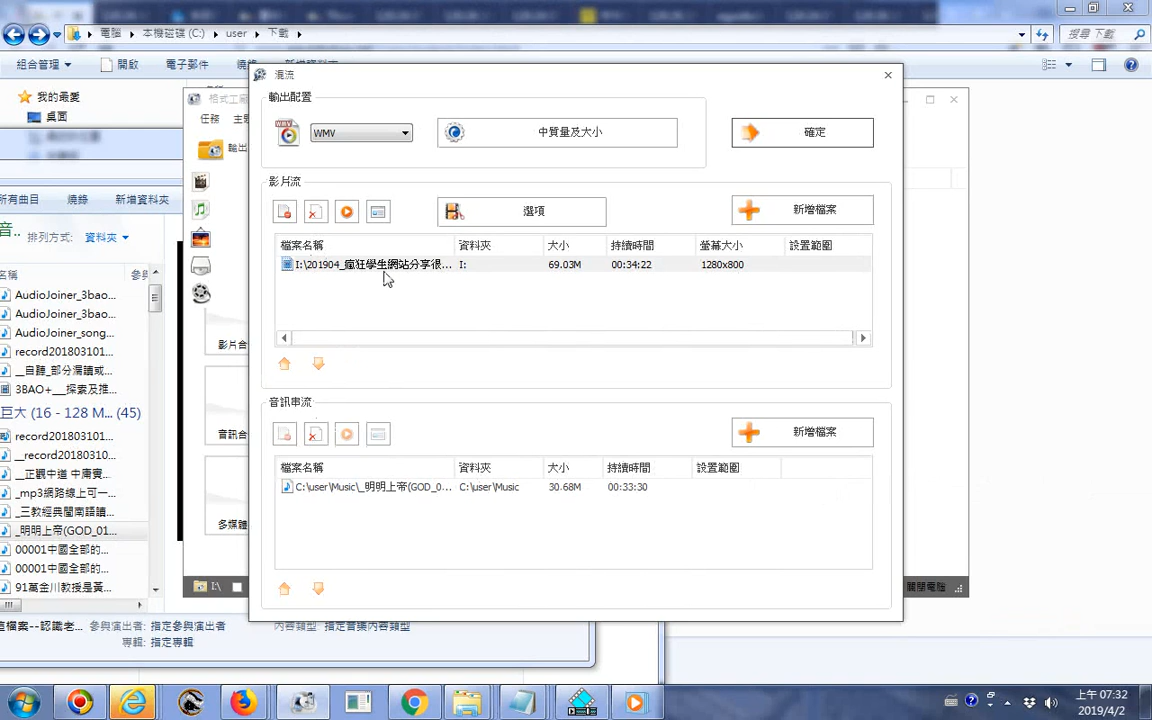 電腦 ▸ 本機磁碟 (C:) ▸ user ▸ 下載 ▸
搜尋 下載
組合管理 ▼ 開啟 電子郵件 燒
我的最愛
桌面
混流
輸出配置
WMV
中質量及大小
確定
影片流
選項
新增檔案
檔案名稱 資料夾 大小 持續時間 螢幕大小 設置範圍
I:\201904_瘋狂學生網站分享很... I: 69.03M 00:34:22 1280x800
音訊串流
新增檔案
檔案名稱 資料夾 大小 持續時間 設置範圍
C:\user\Music\_明明上帝(GOD_0... C:\user\Music 30.68M 00:33:30
格式工廠
任務 主題
輸出
影片合
音訊合
多媒體
I:\
關閉電腦
所有曲目 燒錄 新增資料夾
音..
排列方式: 資料夾 ▼
名稱
AudioJoiner_3bao...
AudioJoiner_3bao...
AudioJoiner_song...
record201803101...
3BAO+___探索及推...
巨大 (16 - 128 M... (45)
record201803101...
__record20180310...
__正觀中道 中庸實...
_mp3網路線上可一...
_三教經典閩南語讀...
_明明上帝(GOD_01...
00001中國全部的...
00001中國全部的...
91萬金川教授是黃...
這檔案--認識老... 參與演出者: 指定參與演出者 內容類型: 指定音樂內容類型
專輯: 指定專輯
上午 07:32
2019/4/2